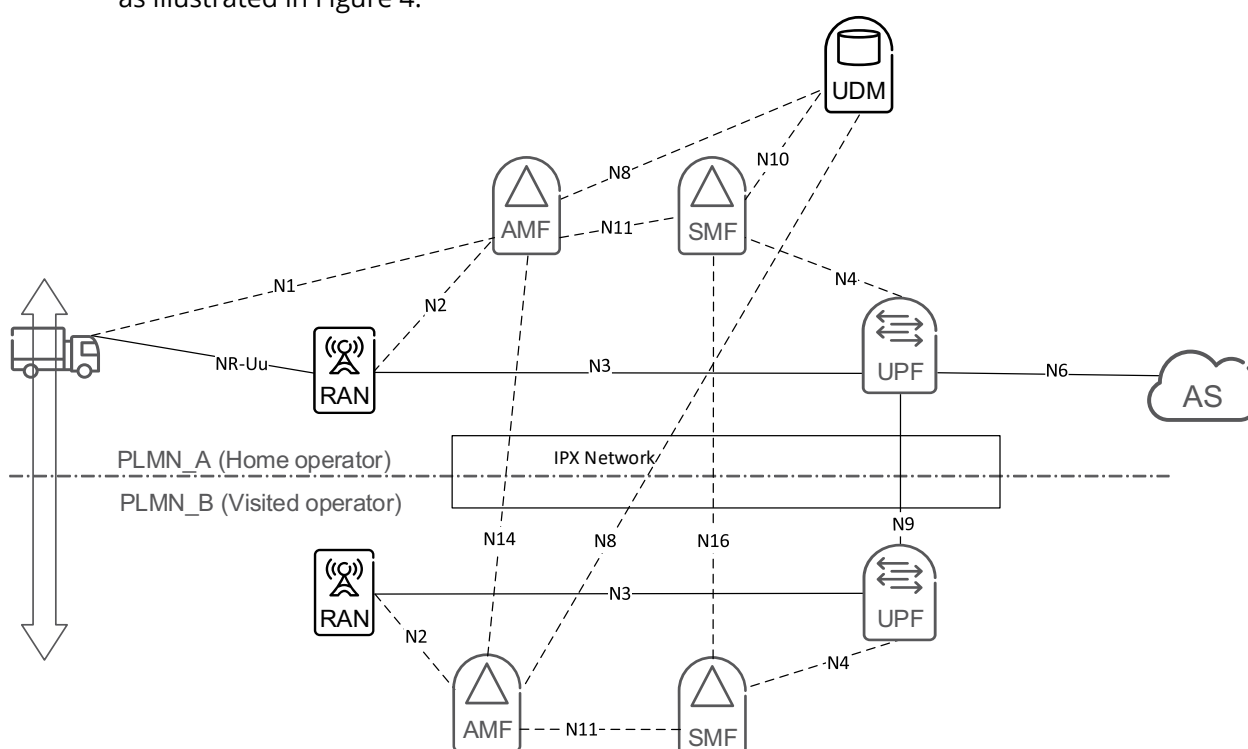 as illustrated in Figure 4.
UDM
N10
N8
AMF
N11
SMF
N1
N4
N2
NR-Uu
RAN
N3
UPF
N6
AS
PLMN_A (Home operator)
IPX Network
PLMN_B (Visited operator)
N9
N14
N8
N16
RAN
N3
UPF
N2
N4
AMF
N11
SMF